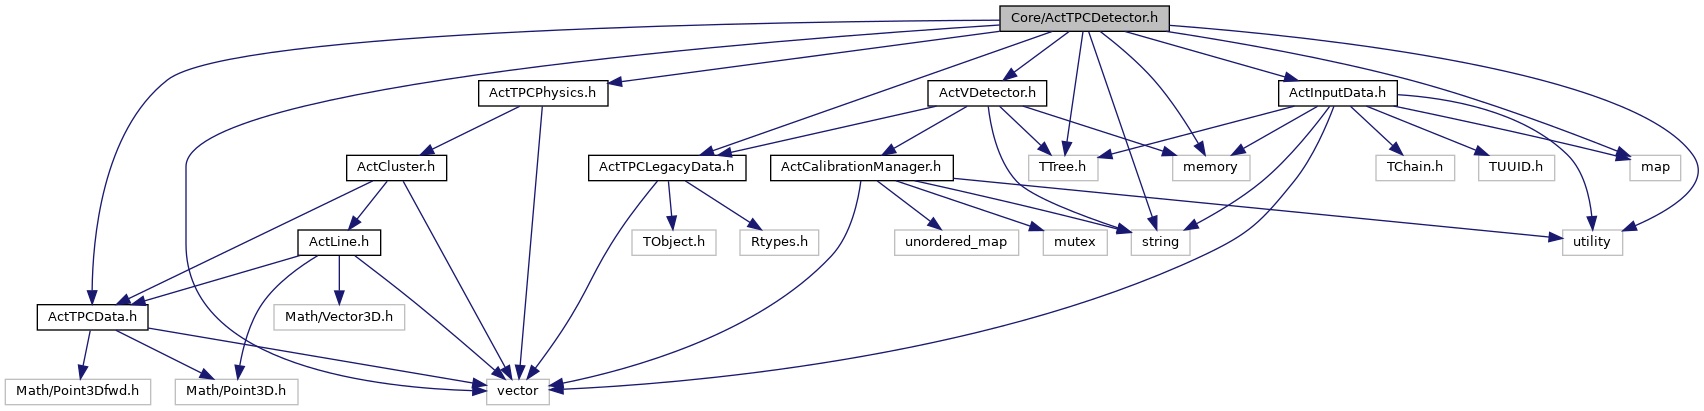 Core/ActTPCDetector.h
ActTPCPhysics.h
ActVDetector.h
ActInputData.h
ActCluster.h
ActTPCLegacyData.h
ActCalibrationManager.h
TTree.h
memory
TChain.h
TUUID.h
map
ActLine.h
TObject.h
Rtypes.h
unordered_map
mutex
string
utility
ActTPCData.h
Math/Vector3D.h
Math/Point3Dfwd.h
Math/Point3D.h
vector